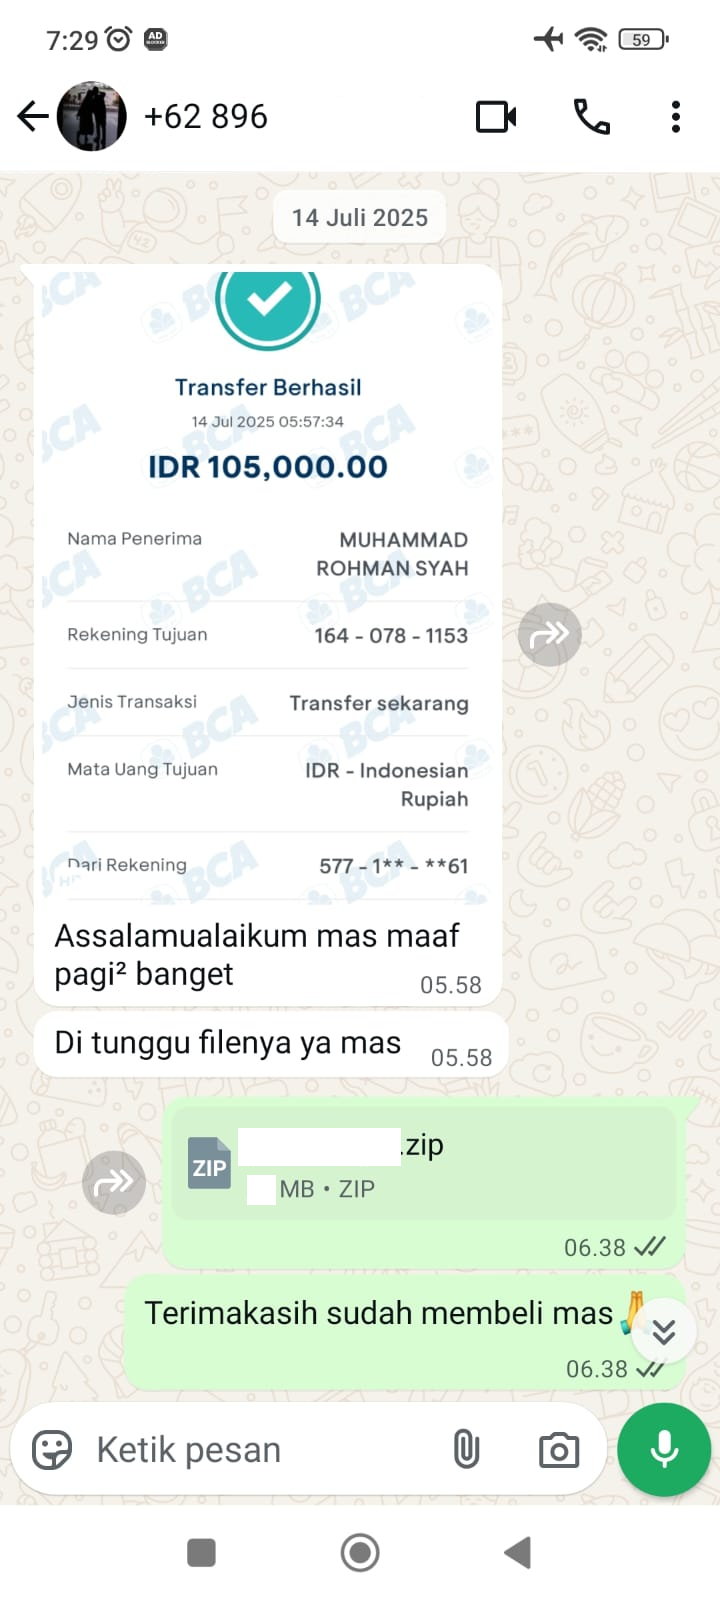 7:29
AD
59
+62 896
14 Juli 2025
Transfer Berhasil
14 Jul 2025 05:57:34
IDR 105,000.00
Nama Penerima
MUHAMMAD
ROHMAN SYAH
Rekening Tujuan
164 - 078 - 1153
Jenis Transaksi
Transfer sekarang
Mata Uang Tujuan
IDR - Indonesian
Rupiah
Dari Rekening
577 - 1** - **61
BCA
Assalamualaikum mas maaf
pagi² banget
05.58
Di tunggu filenya ya mas
05.58
ZIP
.zip
MB • ZIP
06.38
Terimakasih sudah membeli mas
06.38
Ketik pesan